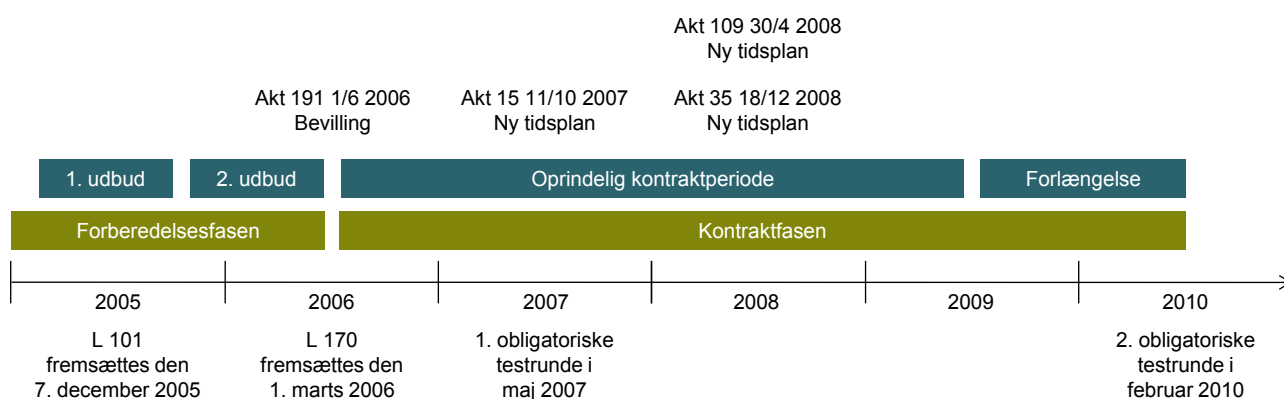 Akt 109 30/4 2008
Ny tidsplan
Akt 191 1/6 2006
Bevilling
Akt 15 11/10 2007
Ny tidsplan
Akt 35 18/12 2008
Ny tidsplan
1. udbud
2. udbud
Oprindelig kontraktperiode
Forlængelse
Forberedelsesfasen
Kontraktfasen
2005
2006
2007
2008
2009
2010
L 101
fremsættes den
7. december 2005
L 170
fremsættes den
1. marts 2006
1. obligatoriske
testrunde i
maj 2007
2. obligatoriske
testrunde i
februar 2010